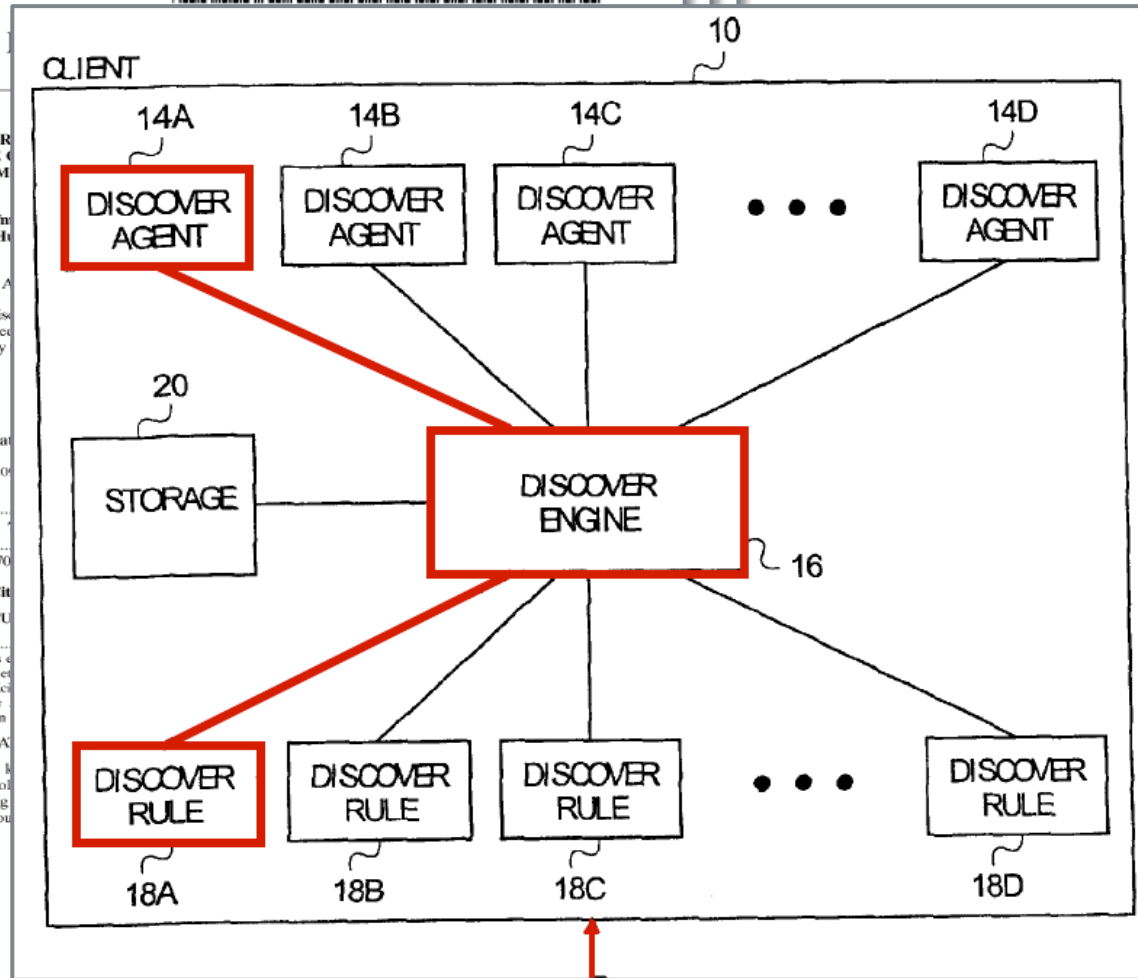 10
CLIENT
14A 14B 14C 14D
DISCOVER AGENT
DISCOVER AGENT
DISCOVER AGENT
DISCOVER AGENT
20
STORAGE
DISCOVER ENGINE
16
DISCOVER RULE
DISCOVER RULE
DISCOVER RULE
DISCOVER RULE
18A 18B 18C 18D